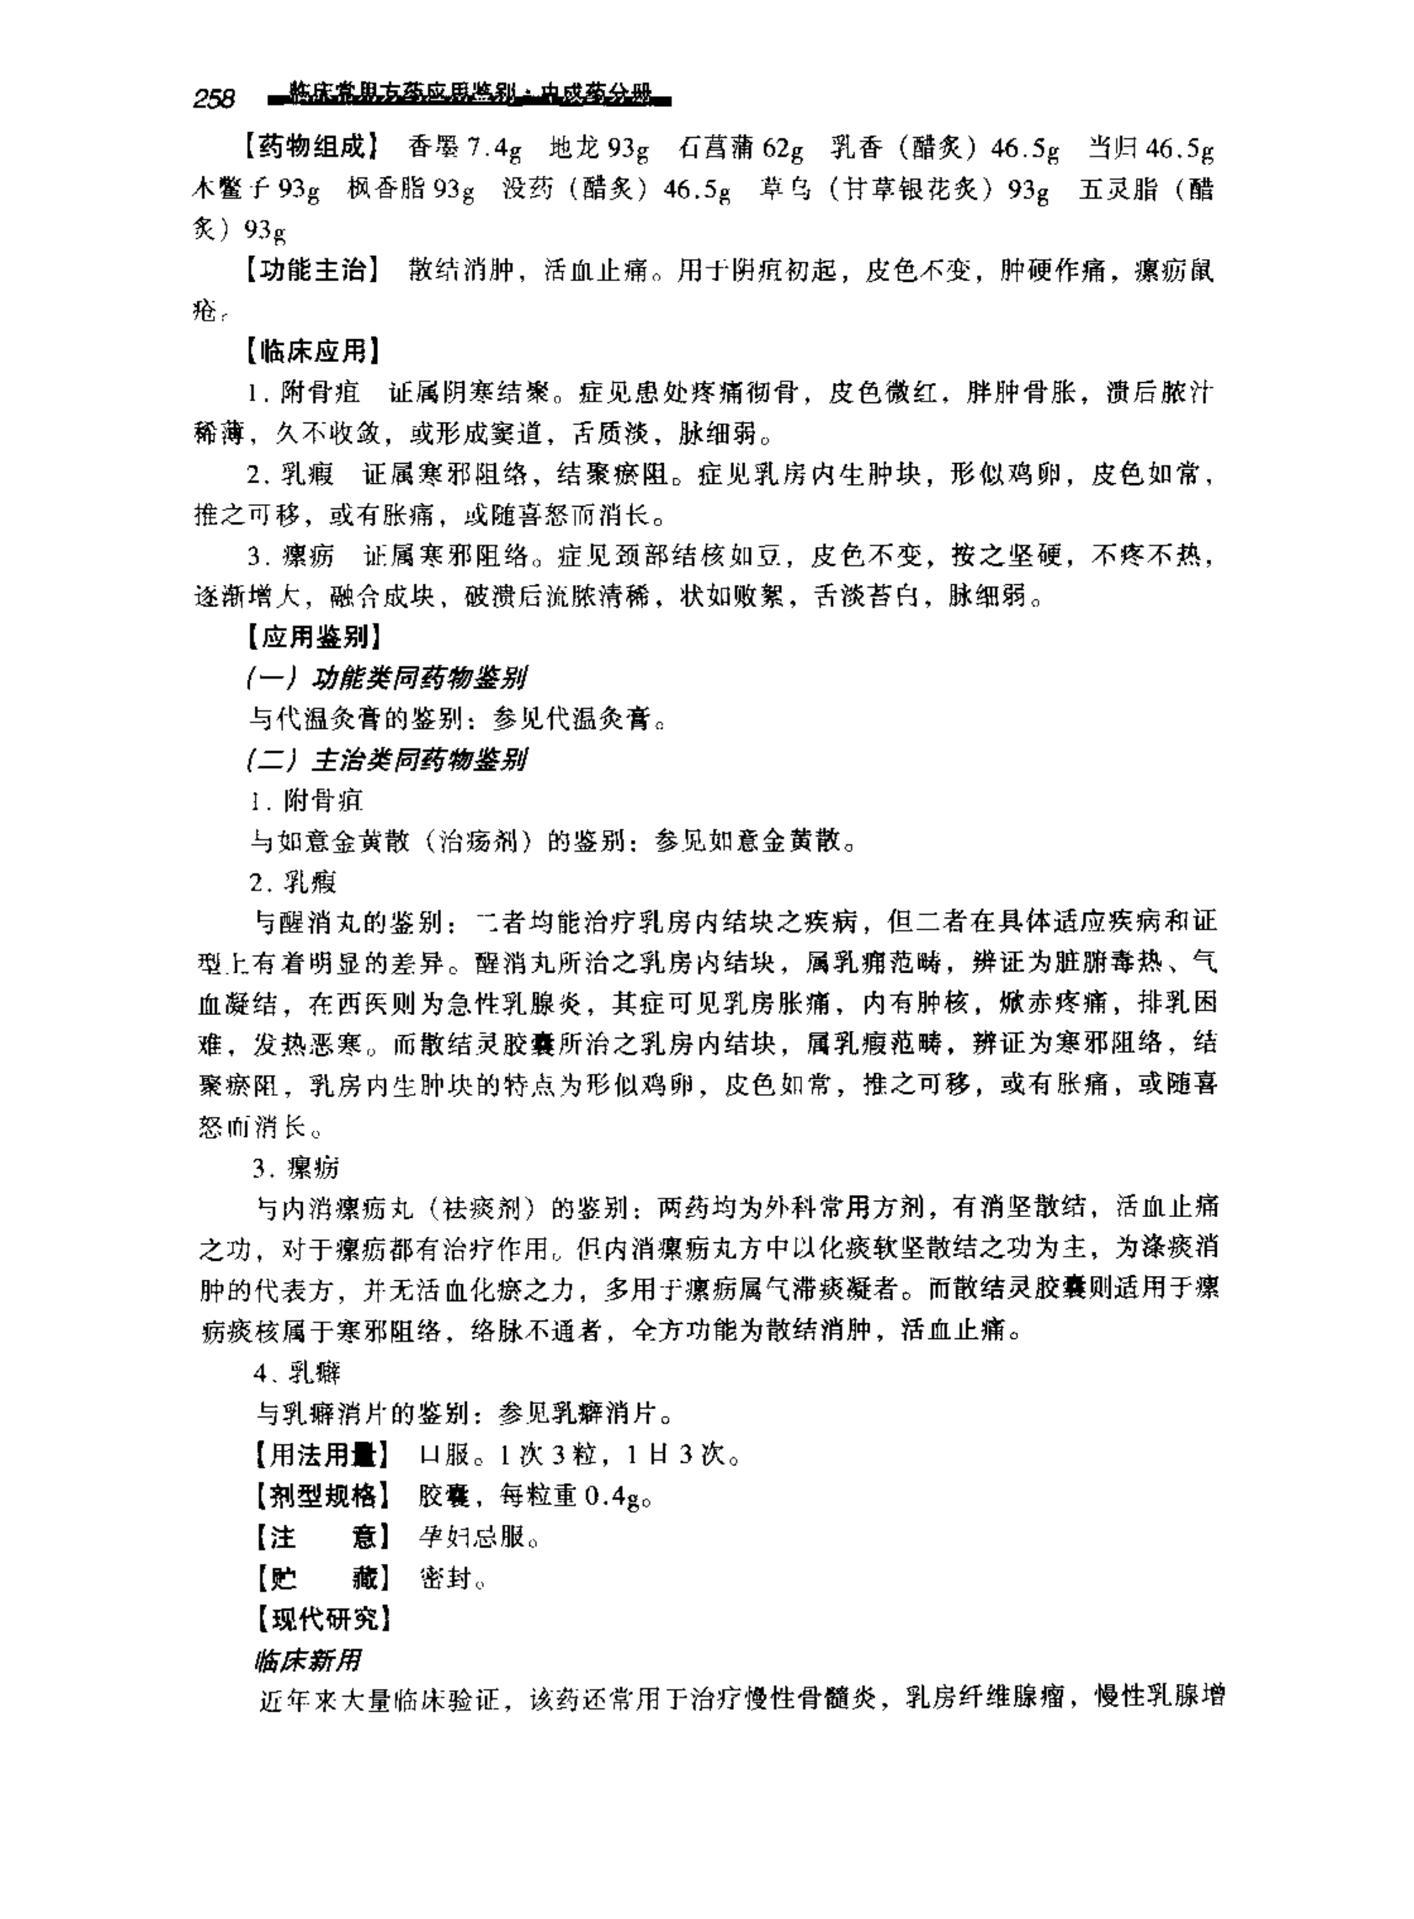 258 临床常用方药应用鉴别·中成药分册
【药物组成】 香墨 7.4g 地龙 93g 石菖蒲 62g 乳香（醋炙）46.5g 当归 46.5g
木鳖子 93g 枫香脂 93g 没药（醋炙）46.5g 草乌（甘草银花炙）93g 五灵脂（醋
炙）93g
【功能主治】 散结消肿，活血止痛。用于阴疽初起，皮色不变，肿硬作痛，瘰疬鼠
疮。
【临床应用】
1. 附骨疽 证属阴寒结聚。症见患处疼痛彻骨，皮色微红，胖肿骨胀，溃后脓汁
稀薄，久不收敛，或形成窦道，舌质淡，脉细弱。
2. 乳瘕 证属寒邪阻络，结聚瘀阻。症见乳房内生肿块，形似鸡卵，皮色如常，
推之可移，或有胀痛，或随喜怒而消长。
3. 瘰疬 证属寒邪阻络。症见颈部结核如豆，皮色不变，按之坚硬，不疼不热，
逐渐增大，融合成块，破溃后流脓清稀，状如败絮，舌淡苔白，脉细弱。
【应用鉴别】
（一）功能类同药物鉴别
与代温灸膏的鉴别：参见代温灸膏。
（二）主治类同药物鉴别
1. 附骨疽
与如意金黄散（治疡剂）的鉴别：参见如意金黄散。
2. 乳瘕
与醒消丸的鉴别：二者均能治疗乳房内结块之疾病，但二者在具体适应疾病和证
型上有着明显的差异。醒消丸所治之乳房内结块，属乳痈范畴，辨证为脏腑毒热、气
血凝结，在西医则为急性乳腺炎，其症可见乳房胀痛，内有肿核，焮赤疼痛，排乳困
难，发热恶寒。而散结灵胶囊所治之乳房内结块，属乳瘕范畴，辨证为寒邪阻络，结
聚瘀阻，乳房内生肿块的特点为形似鸡卵，皮色如常，推之可移，或有胀痛，或随喜
怒而消长。
3. 瘰疬
与内消瘰疬丸（祛痰剂）的鉴别：两药均为外科常用方剂，有消坚散结，活血止痛
之功，对于瘰疬都有治疗作用。但内消瘰疬丸方中以化痰软坚散结之功为主，为涤痰消
肿的代表方，并无活血化瘀之力，多用于瘰疬属气滞痰凝者。而散结灵胶囊则适用于瘰
疬痰核属于寒邪阻络，络脉不通者，全方功能为散结消肿，活血止痛。
4. 乳癖
与乳癖消片的鉴别：参见乳癖消片。
【用法用量】 口服。1 次 3 粒，1 日 3 次。
【剂型规格】 胶囊，每粒重 0.4g。
【注 意】 孕妇忌服。
【贮 藏】 密封。
【现代研究】
临床新用
近年来大量临床验证，该药还常用于治疗慢性骨髓炎，乳房纤维腺瘤，慢性乳腺增